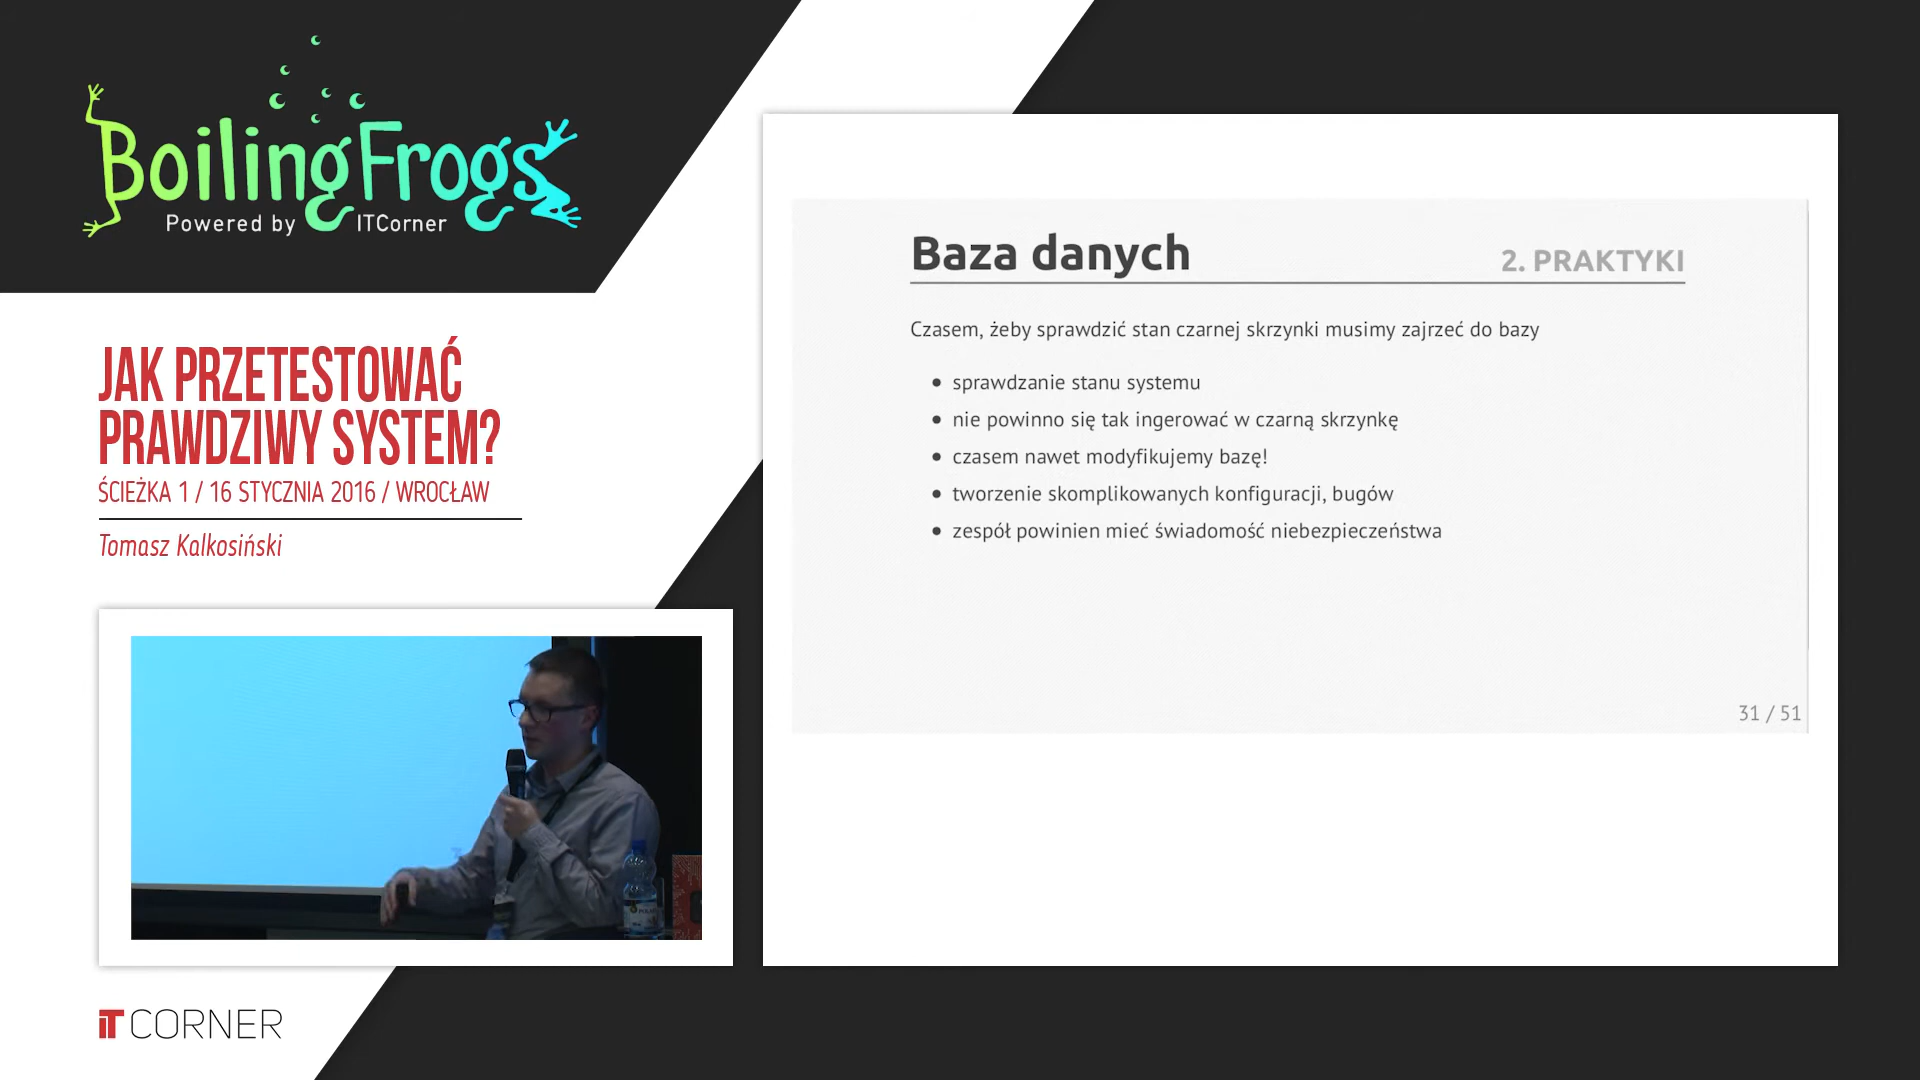 BoilingFrogs
Powered by ITCorner
JAK PRZETESTOWAĆ
PRAWDZIWY SYSTEM?
ŚCIEŻKA 1 / 16 STYCZNIA 2016 / WROCŁAW
Tomasz Kalkosiński
iT CORNER
Baza danych
2. PRAKTYKI
Czasem, żeby sprawdzić stan czarnej skrzynki musimy zajrzeć do bazy
• sprawdzanie stanu systemu
• nie powinno się tak ingerować w czarną skrzynkę
• czasem nawet modyfikujemy bazę!
• tworzenie skomplikowanych konfiguracji, bugów
• zespół powinien mieć świadomość niebezpieczeństwa
31 / 51